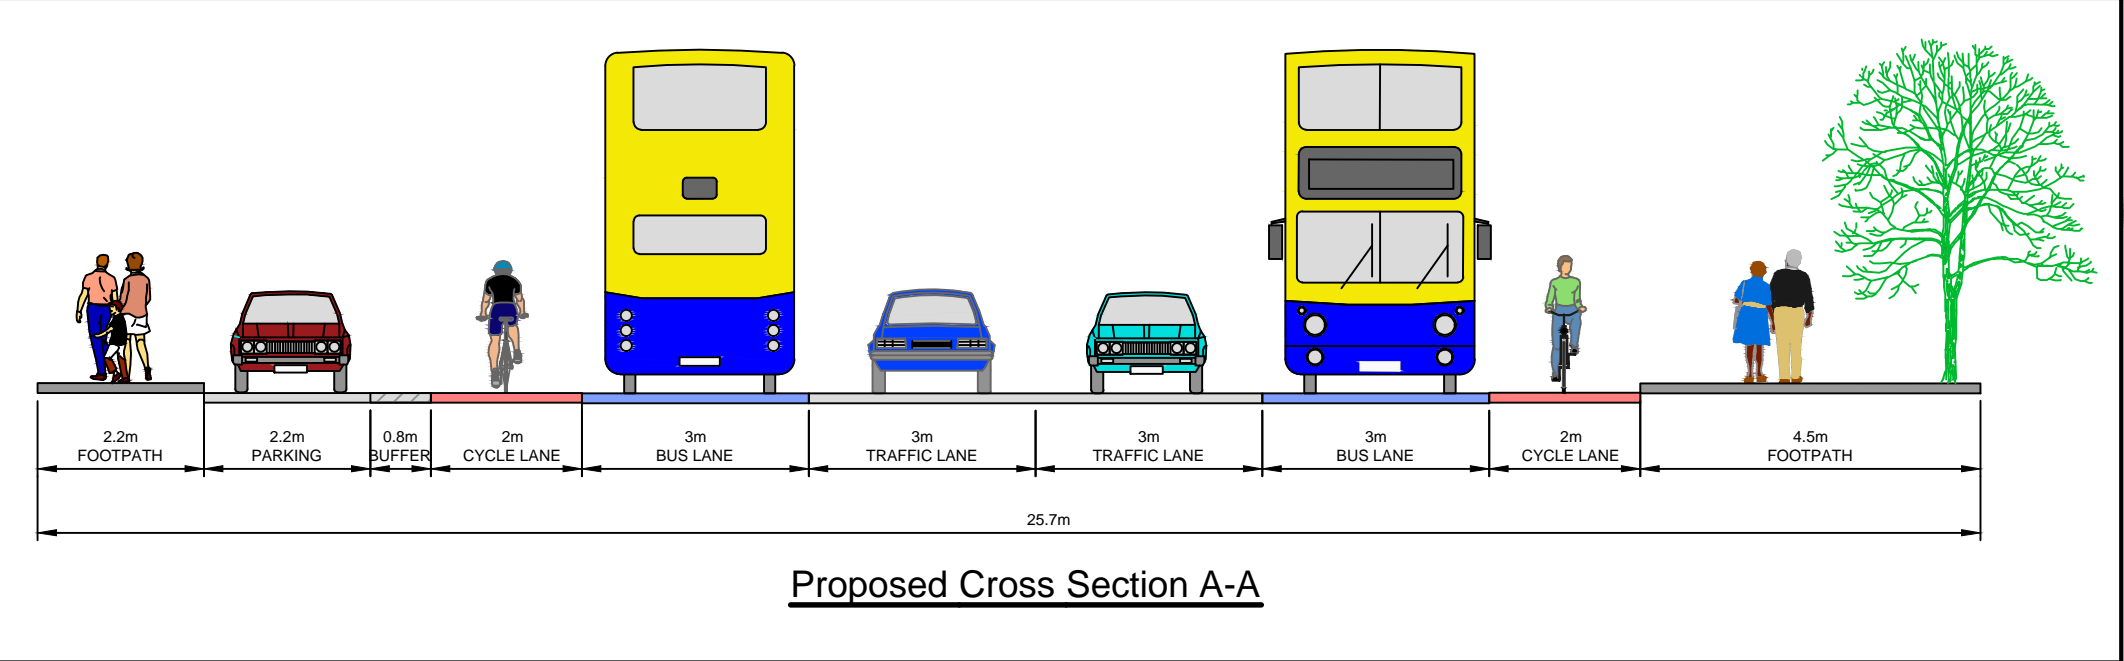 2.2m
FOOTPATH
2.2m
PARKING
0.8m
BUFFER
2m
CYCLE LANE
3m
BUS LANE
3m
TRAFFIC LANE
3m
TRAFFIC LANE
3m
BUS LANE
2m
CYCLE LANE
4.5m
FOOTPATH
25.7m
Proposed Cross Section A-A